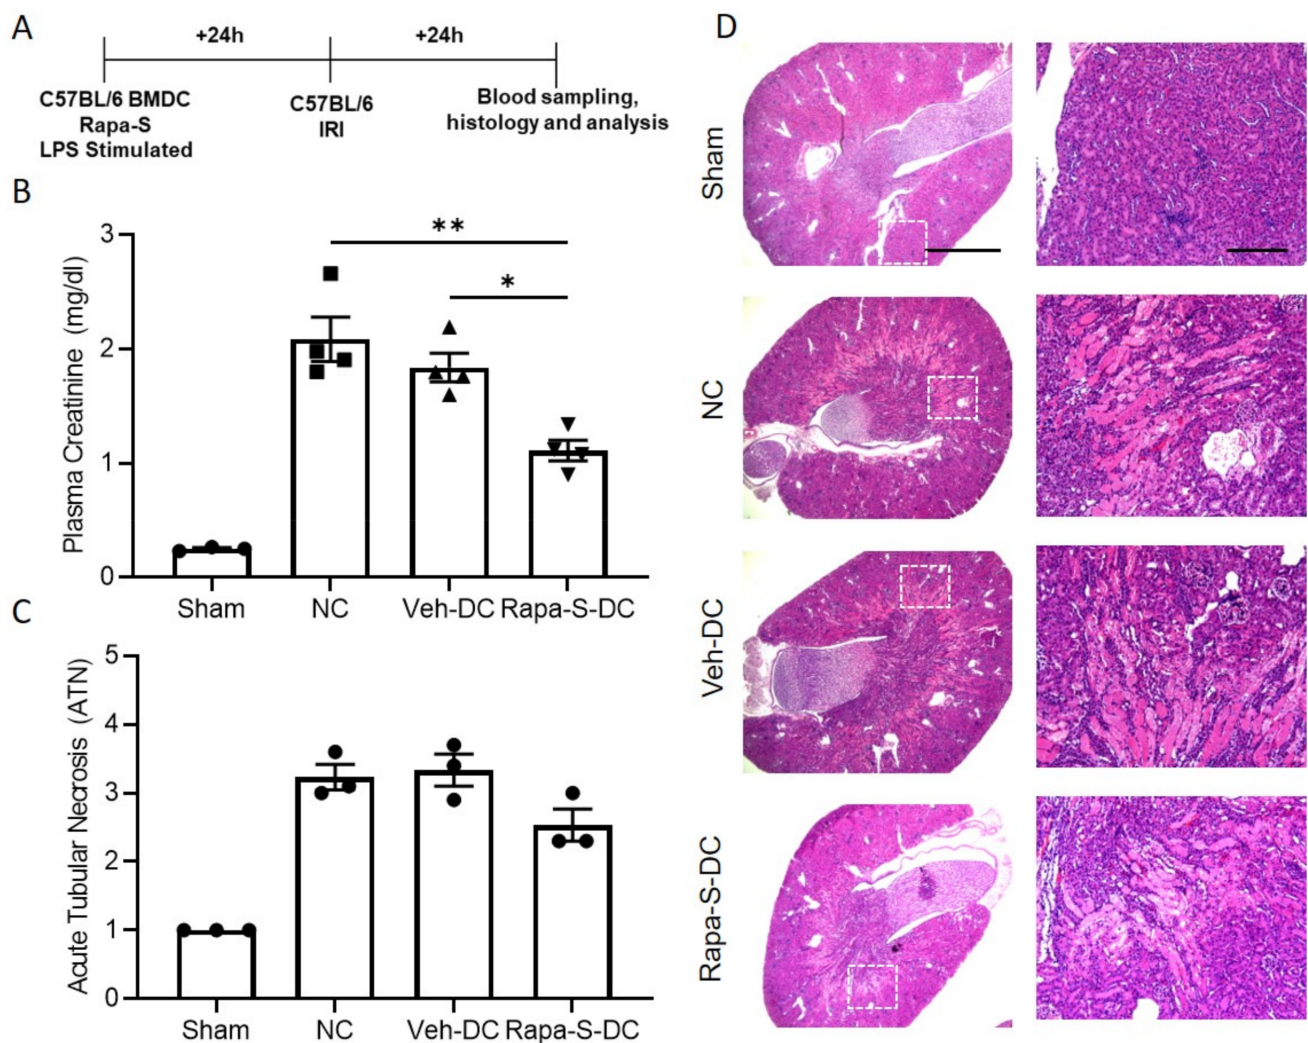 A
+24h
+24h
C57BL/6 BMDC
Rapa-S
LPS Stimulated
C57BL/6
IRI
Blood sampling,
histology and analysis
B
Plasma Creatinine (mg/dl)
3
2
1
0
**
*
Sham
NC
Veh-DC
Rapa-S-DC
C
Acute Tubular Necrosis (ATN)
5
4
3
2
1
0
Sham
NC
Veh-DC
Rapa-S-DC
D
Sham
NC
Veh-DC
Rapa-S-DC